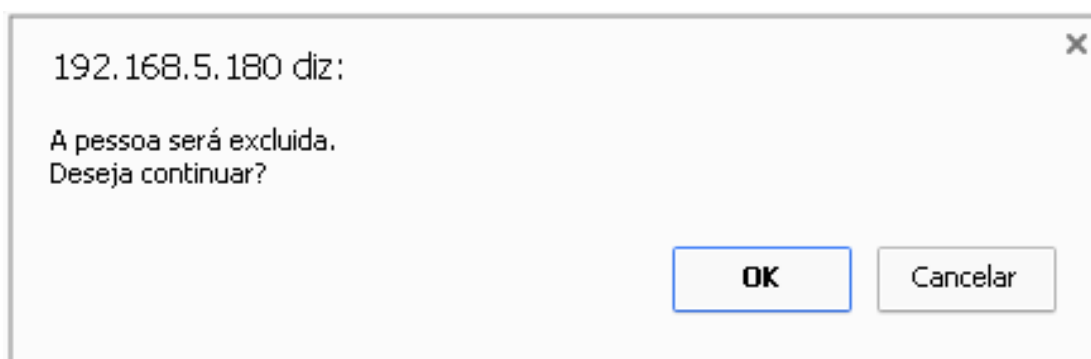 192.168.5.180 diz:
A pessoa será excluida.
Deseja continuar?
OK
Cancelar